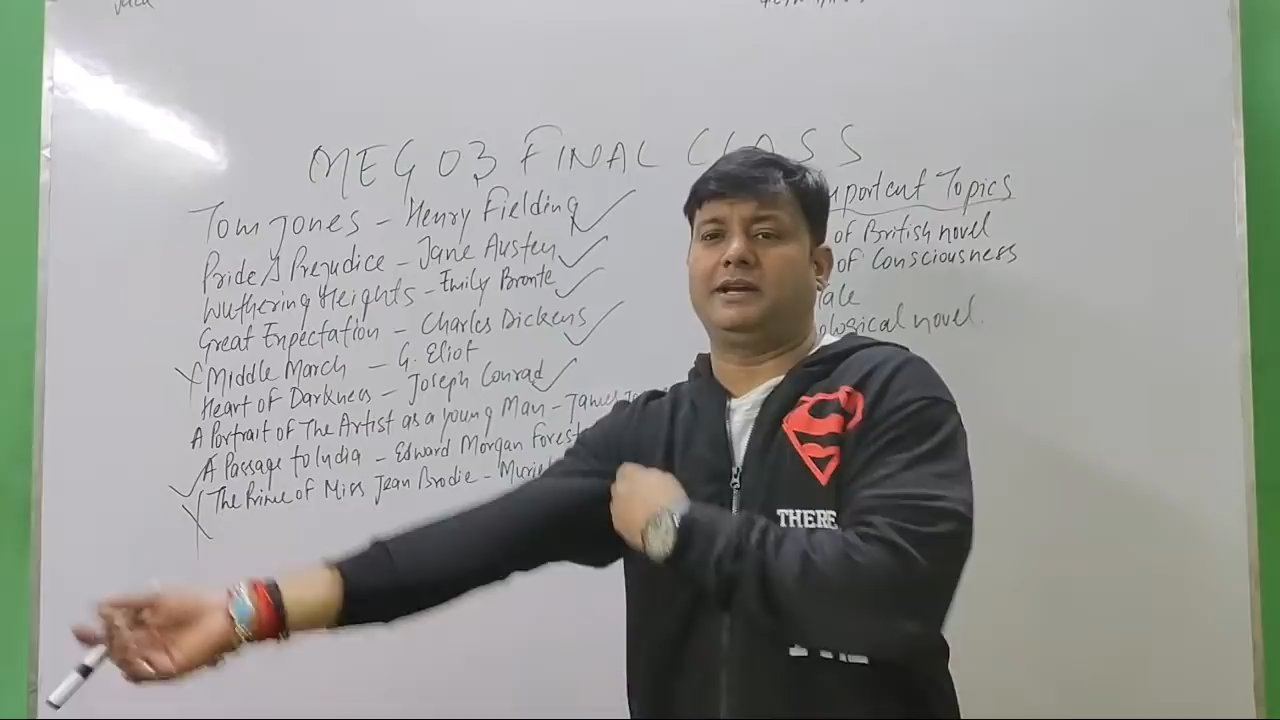 MEG 03 FINAL CLASS
Tom Jones - Henry Fielding
Pride & Prejudice - Jane Austen
Wuthering Heights - Emily Bronte
Great Expectation - Charles Dickens
Middle March - G. Eliot
Heart of Darkness - Joseph Conrad
A Portrait of The Artist as a young Man - James
A Passage to India - Edward Morgan Forest
The Prime of Miss Jean Brodie - Muriel
mportent Topics
of British novel
of Consciousness
ological novel.
THERE